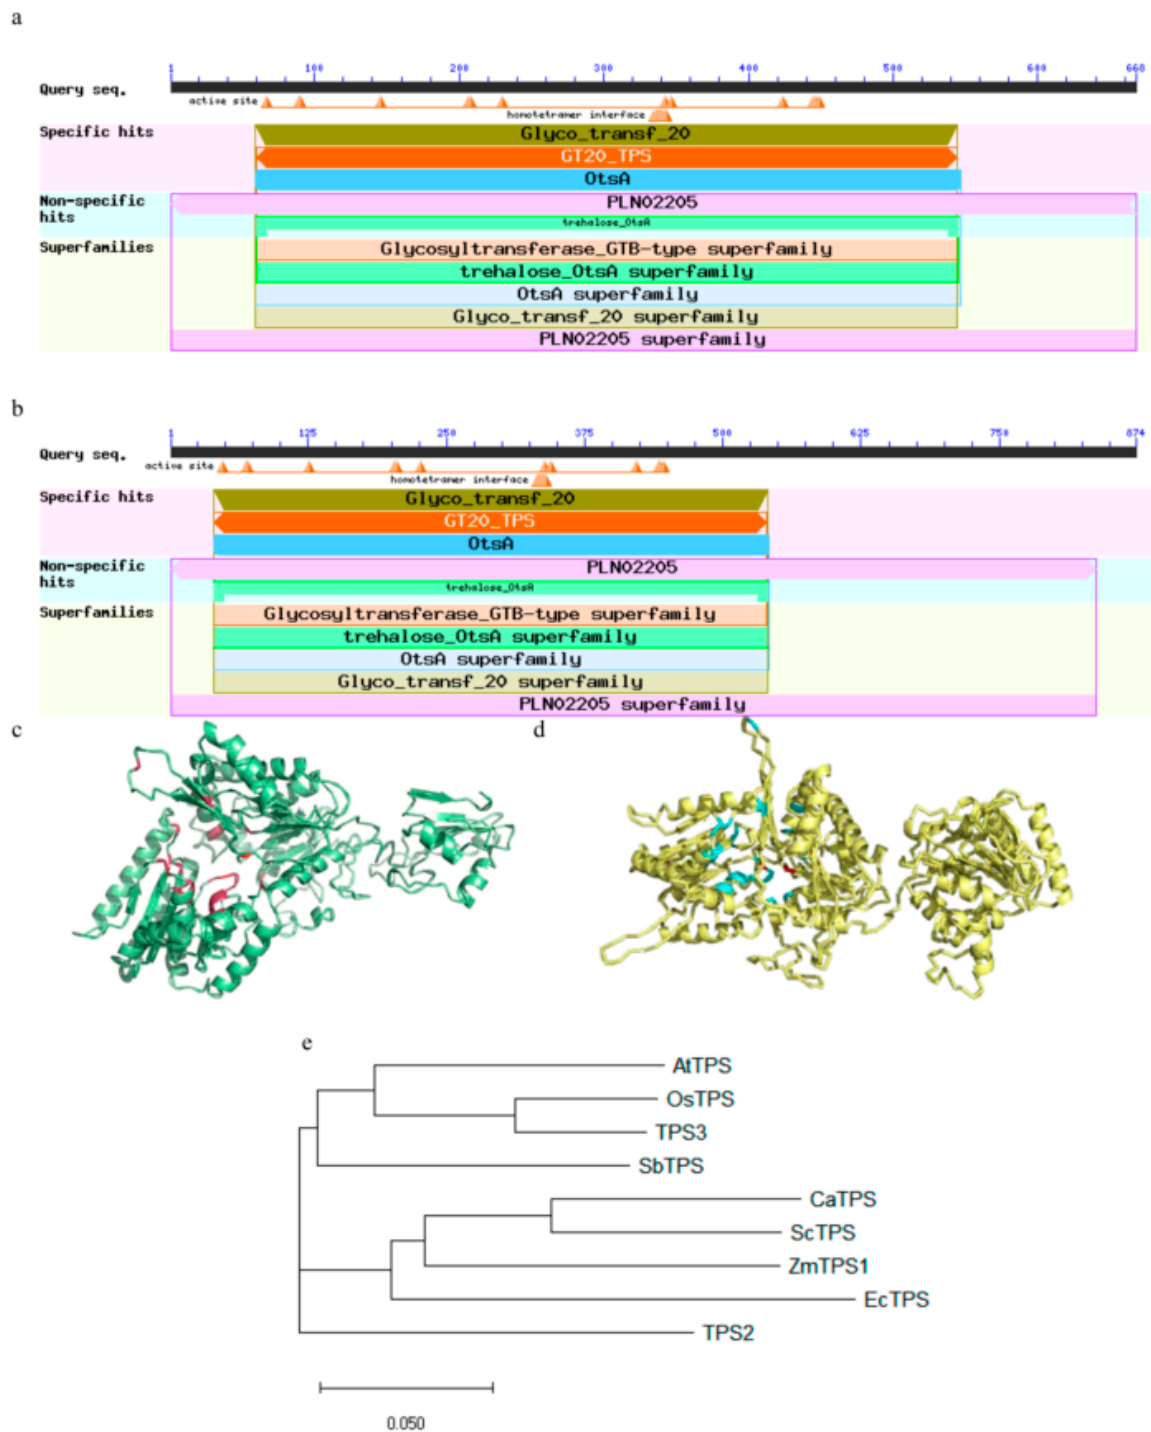 a
1 100 200 300 400 500 600 668
Query seq.
active site
homotetramer interface
Specific hits
Glyco_transf_20
GT20_TPS
OtsA
Non-specific
hits
PLN02205
trehalose_OtsA
Superfamilies
Glycosyltransferase_GTB-type superfamily
trehalose_OtsA superfamily
OtsA superfamily
Glyco_transf_20 superfamily
PLN02205 superfamily
b
1 125 250 375 500 625 750 874
Query seq.
active site
homotetramer interface
Specific hits
Glyco_transf_20
GT20_TPS
OtsA
Non-specific
hits
PLN02205
trehalose_OtsA
Superfamilies
Glycosyltransferase_GTB-type superfamily
trehalose_OtsA superfamily
OtsA superfamily
Glyco_transf_20 superfamily
PLN02205 superfamily
c
d
e
AtTPS
OsTPS
TPS3
SbTPS
CaTPS
ScTPS
ZmTPS1
EcTPS
TPS2
0.050